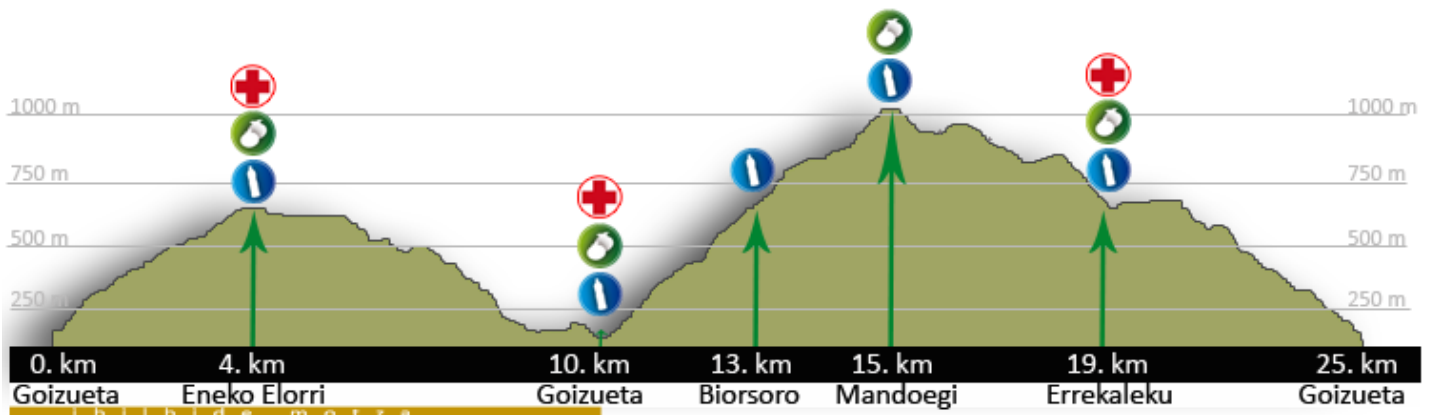 1000 m 1000 m
750 m 750 m
500 m 500 m
250 m 250 m
0. km 4. km 10. km 13. km 15. km 19. km 25. km
Goizueta Eneko Elorri Goizueta Biorsoro Mandoegi Errekaleku Goizueta